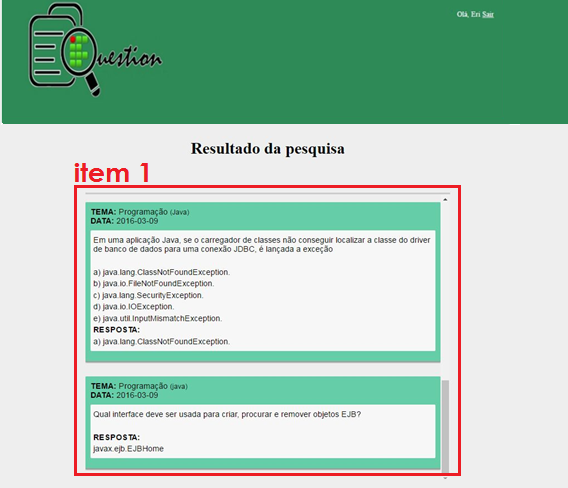 Olá, Eri Sair
Question
Resultado da pesquisa
item 1
TEMA: Programação (Java)
DATA: 2016-03-09
Em uma aplicação Java, se o carregador de classes não conseguir localizar a classe do driver
de banco de dados para uma conexão JDBC, é lançada a exceção
a) java.lang.ClassNotFoundException.
b) java.io.FileNotFoundException.
c) java.lang.SecurityException.
d) java.io.IOException.
e) java.util.InputMismatchException.
RESPOSTA:
a) java.lang.ClassNotFoundException.
TEMA: Programação (java)
DATA: 2016-03-09
Qual interface deve ser usada para criar, procurar e remover objetos EJB?
RESPOSTA:
javax.ejb.EJBHome